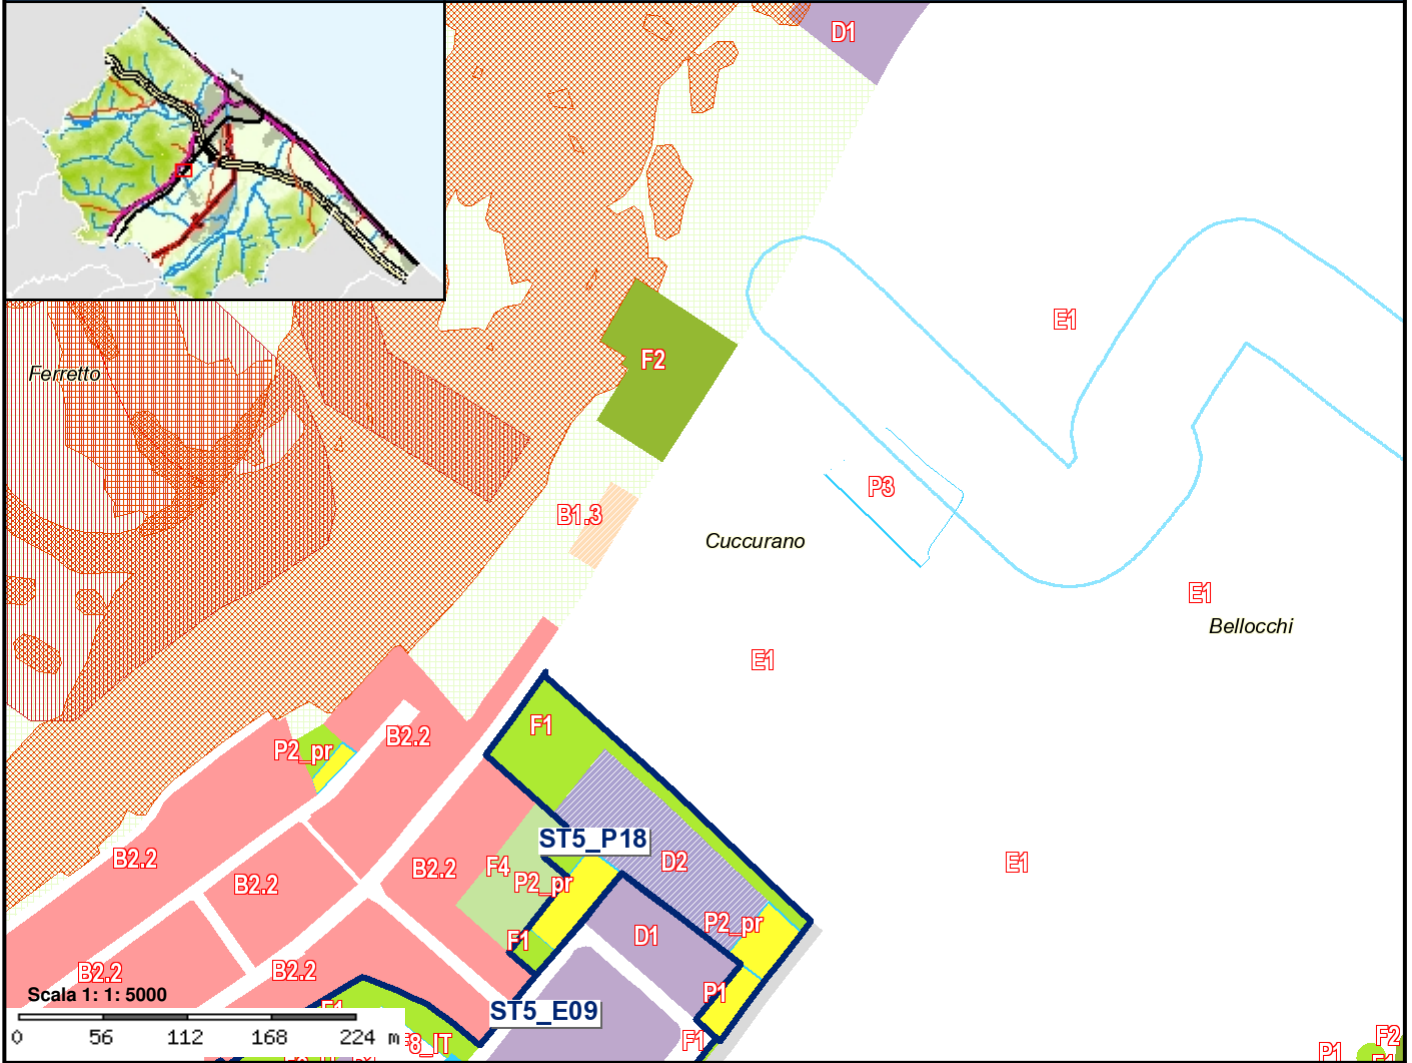 D1
E1
F2
Ferretto
P3
B1.3
Cuccurano
E1
Bellocchi
E1
F1
B2.2
P2_pr
ST5_P18
B2.2
B2.2
F4
D2
E1
B2.2
P2_pr
P2_pr
D1
F1
B2.2
B2.2
P1
Scala 1: 1: 5000
ST5_E09
0 56 112 168 224 m
8_IT
F1
F2
P1